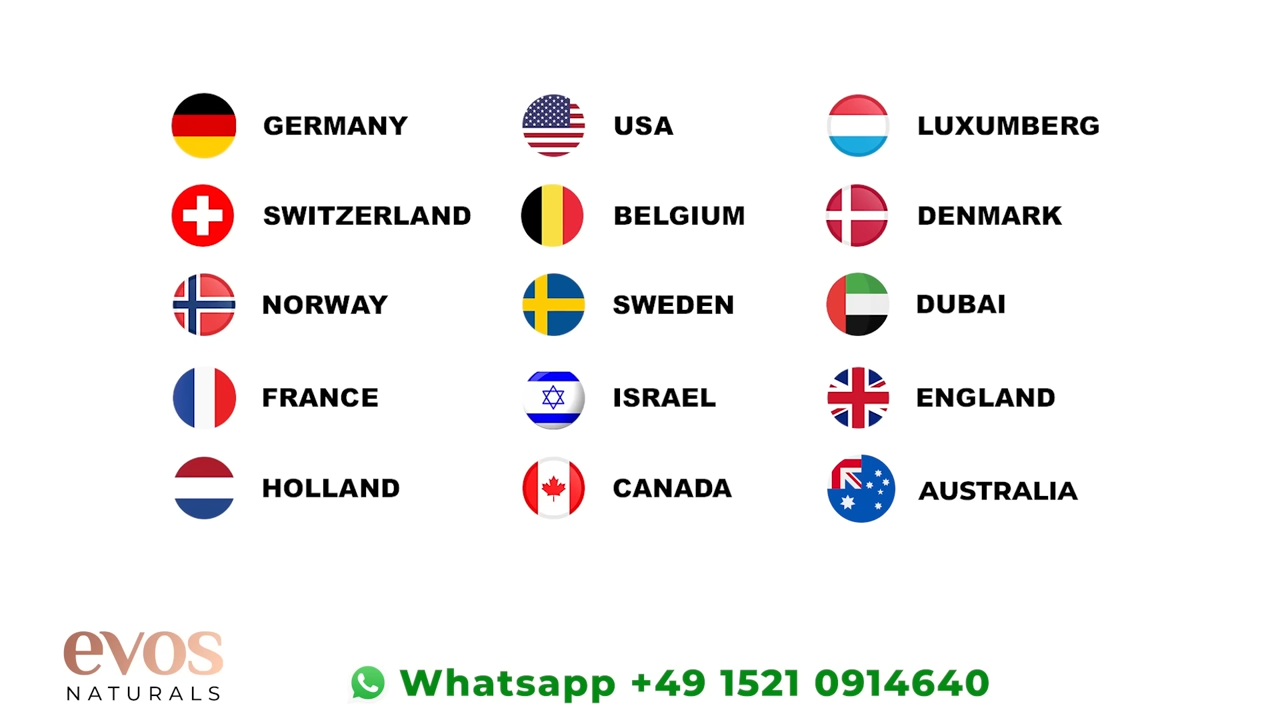 GERMANY
USA
LUXUMBERG
SWITZERLAND
BELGIUM
DENMARK
NORWAY
SWEDEN
DUBAI
FRANCE
ISRAEL
ENGLAND
HOLLAND
CANADA
AUSTRALIA
evos
NATURALS
Whatsapp +49 1521 0914640